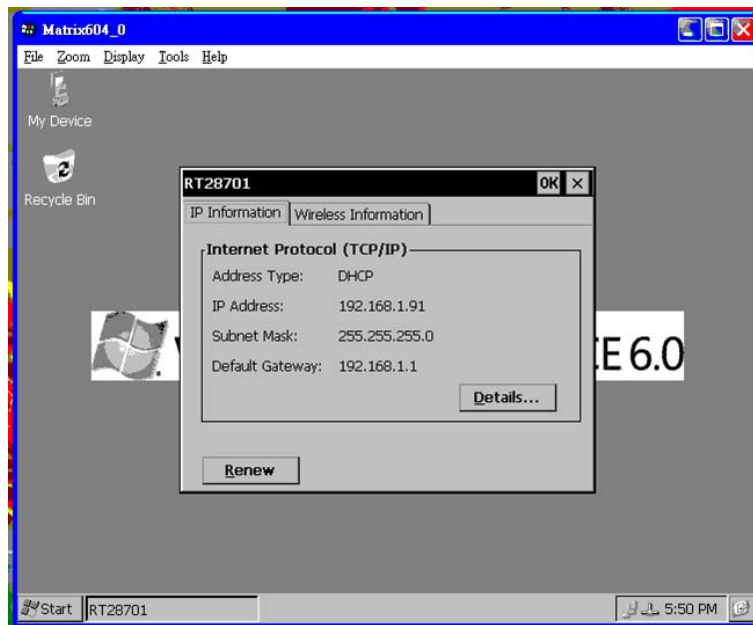 Matrix604_0
File Zoom Display Tools Help
My Device
Recycle Bin
RT28701 OK
IP Information Wireless Information
Internet Protocol (TCP/IP)
Address Type: DHCP
IP Address: 192.168.1.91
Subnet Mask: 255.255.255.0
Default Gateway: 192.168.1.1
Details...
Renew
CE 6.0
Start RT28701 5:50 PM